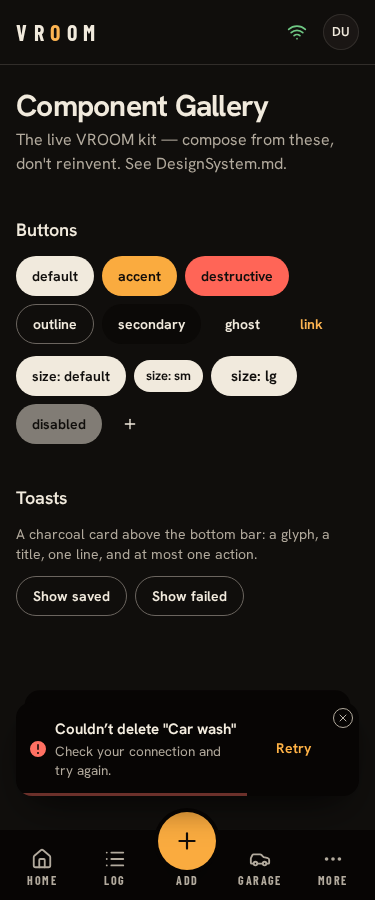 VROOM
DU
Component Gallery
The live VROOM kit — compose from these,
don't reinvent. See DesignSystem.md.
Buttons
default
accent
destructive
outline
secondary
ghost
link
size: default
size: sm
size: lg
disabled
Toasts
A charcoal card above the bottom bar: a glyph, a
title, one line, and at most one action.
Show saved
Show failed
Couldn’t delete "Car wash"
Check your connection and
try again.
Retry
HOME
LOG
ADD
GARAGE
MORE